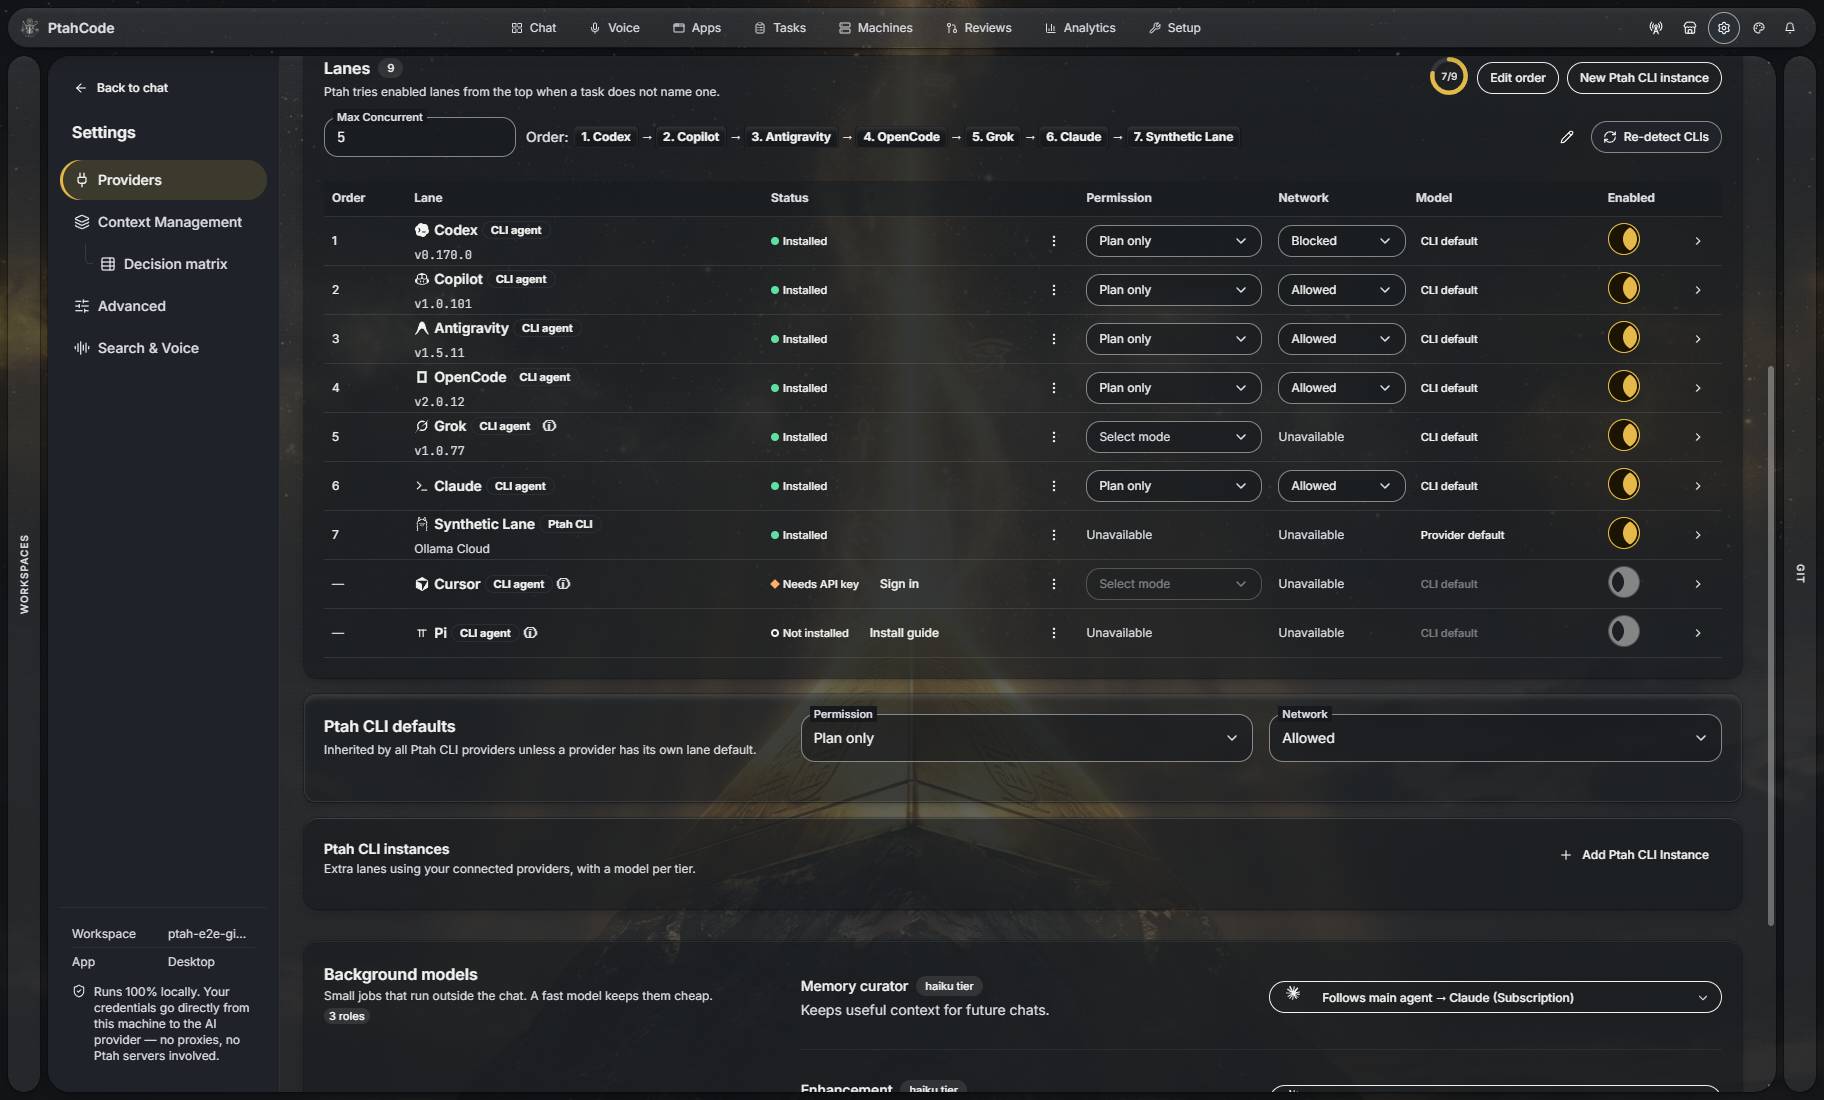 PtahCode
Chat
Voice
Apps
Tasks
Machines
Reviews
Analytics
Setup
WORKSPACES
Back to chat
Settings
Providers
Context Management
Decision matrix
Advanced
Search & Voice
Workspace ptah-e2e-gi...
App Desktop
Runs 100% locally. Your
credentials go directly from
this machine to the AI
provider — no proxies, no
Ptah servers involved.
Lanes 9
Ptah tries enabled lanes from the top when a task does not name one.
7/9
Edit order
New Ptah CLI instance
Max Concurrent
5
Order: 1. Codex → 2. Copilot → 3. Antigravity → 4. OpenCode → 5. Grok → 6. Claude → 7. Synthetic Lane
Re-detect CLIs
Order Lane Status Permission Network Model Enabled
1 Codex CLI agent Installed Plan only Blocked CLI default
v0.170.0
2 Copilot CLI agent Installed Plan only Allowed CLI default
v1.0.101
3 Antigravity CLI agent Installed Plan only Allowed CLI default
v1.5.11
4 OpenCode CLI agent Installed Plan only Allowed CLI default
v2.0.12
5 Grok CLI agent Installed Select mode Unavailable CLI default
v1.0.77
6 Claude CLI agent Installed Plan only Allowed CLI default
7 Synthetic Lane Ptah CLI Installed Unavailable Unavailable Provider default
Ollama Cloud
— Cursor CLI agent Needs API key Sign in Select mode Unavailable CLI default
— Pi CLI agent Not installed Install guide Unavailable Unavailable CLI default
Ptah CLI defaults
Inherited by all Ptah CLI providers unless a provider has its own lane default.
Permission
Plan only
Network
Allowed
Ptah CLI instances
Extra lanes using your connected providers, with a model per tier.
+ Add Ptah CLI Instance
Background models
Small jobs that run outside the chat. A fast model keeps them cheap.
3 roles
Memory curator haiku tier
Keeps useful context for future chats.
Follows main agent → Claude (Subscription)
Enhancement haiku tier
GIT